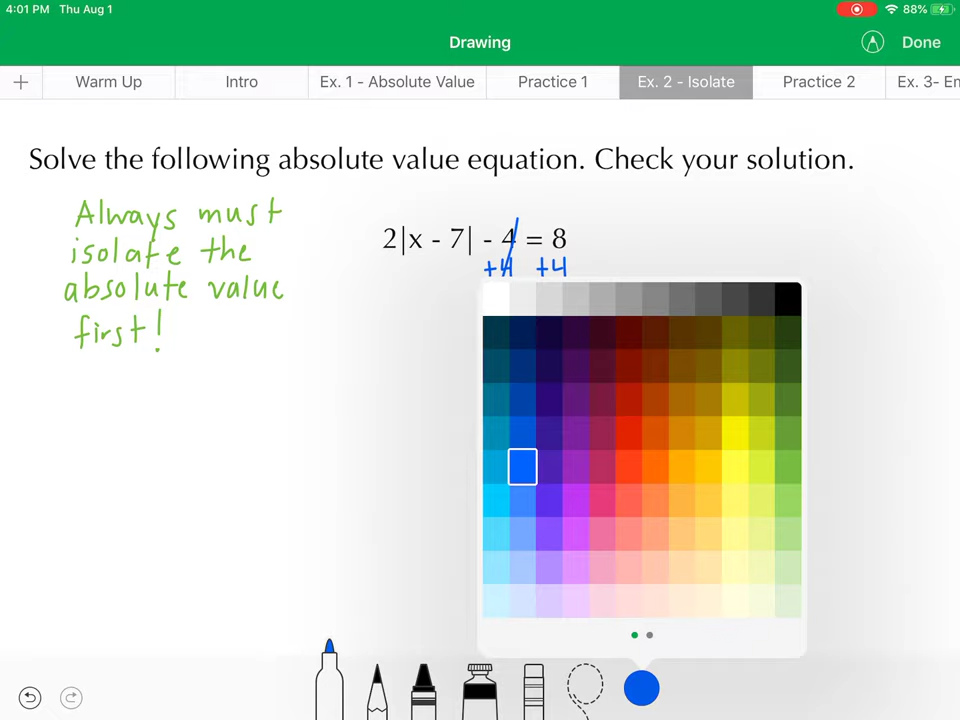 4:01 PM Thu Aug 1 88%
Drawing Done
Warm Up Intro Ex. 1 - Absolute Value Practice 1 Ex. 2 - Isolate Practice 2 Ex. 3- En
Solve the following absolute value equation. Check your solution.
Always must
isolate the
absolute value
first!
2|x - 7| - 4 = 8
+4 +4